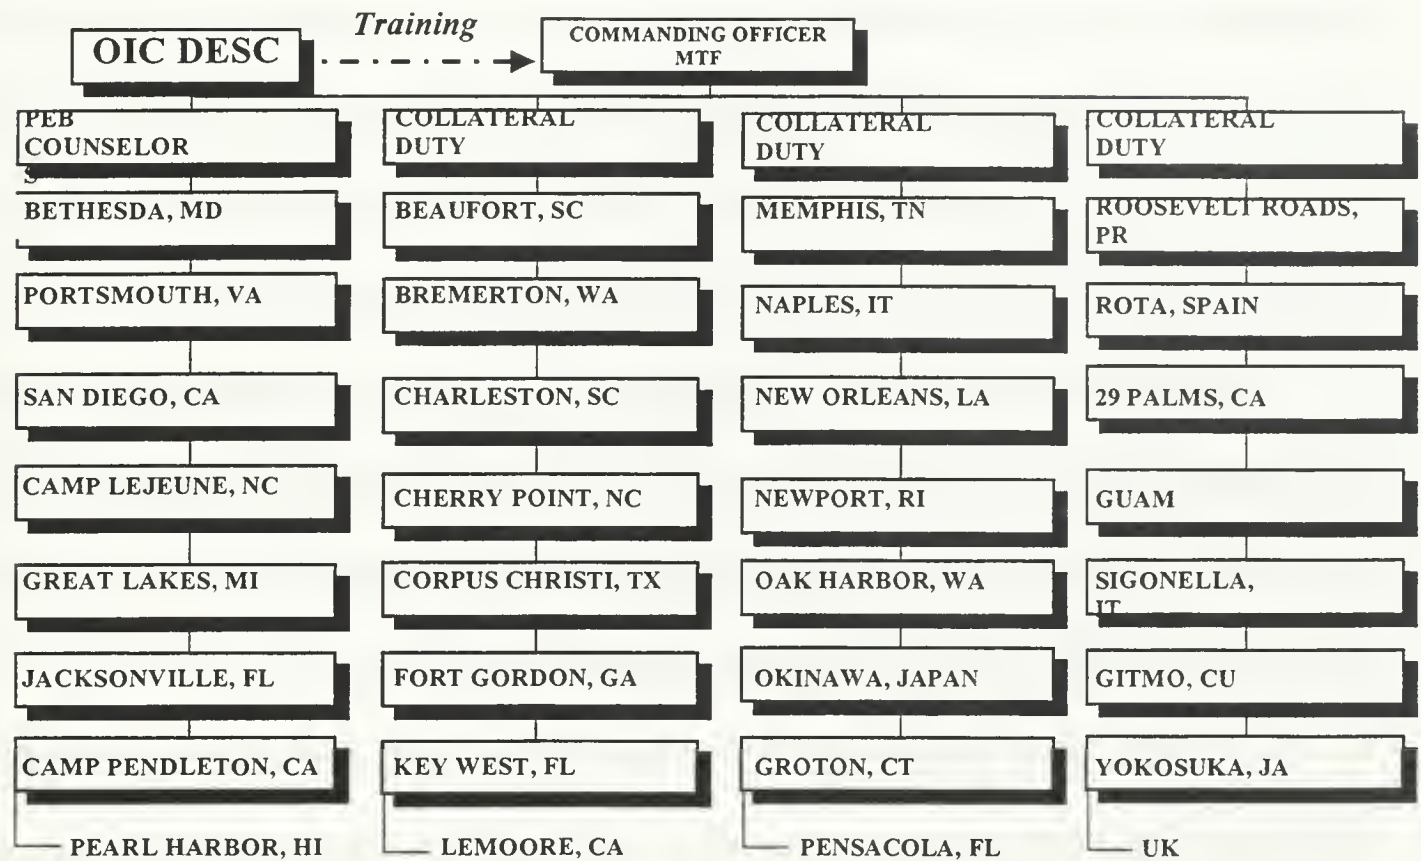 OIC DESC
Training
COMMANDING OFFICER
MTF
PEB
COUNSELOR
S
BETHESDA, MD
PORTSMOUTH, VA
SAN DIEGO, CA
CAMP LEJEUNE, NC
GREAT LAKES, MI
JACKSONVILLE, FL
CAMP PENDLETON, CA
PEARL HARBOR, HI
COLLATERAL
DUTY
BEAUFORT, SC
BREMERTON, WA
CHARLESTON, SC
CHERRY POINT, NC
CORPUS CHRISTI, TX
FORT GORDON, GA
KEY WEST, FL
LEMOORE, CA
COLLATERAL
DUTY
MEMPHIS, TN
NAPLES, IT
NEW ORLEANS, LA
NEWPORT, RI
OAK HARBOR, WA
OKINAWA, JAPAN
GROTON, CT
PENSACOLA, FL
COLLATERAL
DUTY
ROOSEVELT ROADS,
PR
ROTA, SPAIN
29 PALMS, CA
GUAM
SIGONELLA,
IT
GITMO, CU
YOKOSUKA, JA
UK